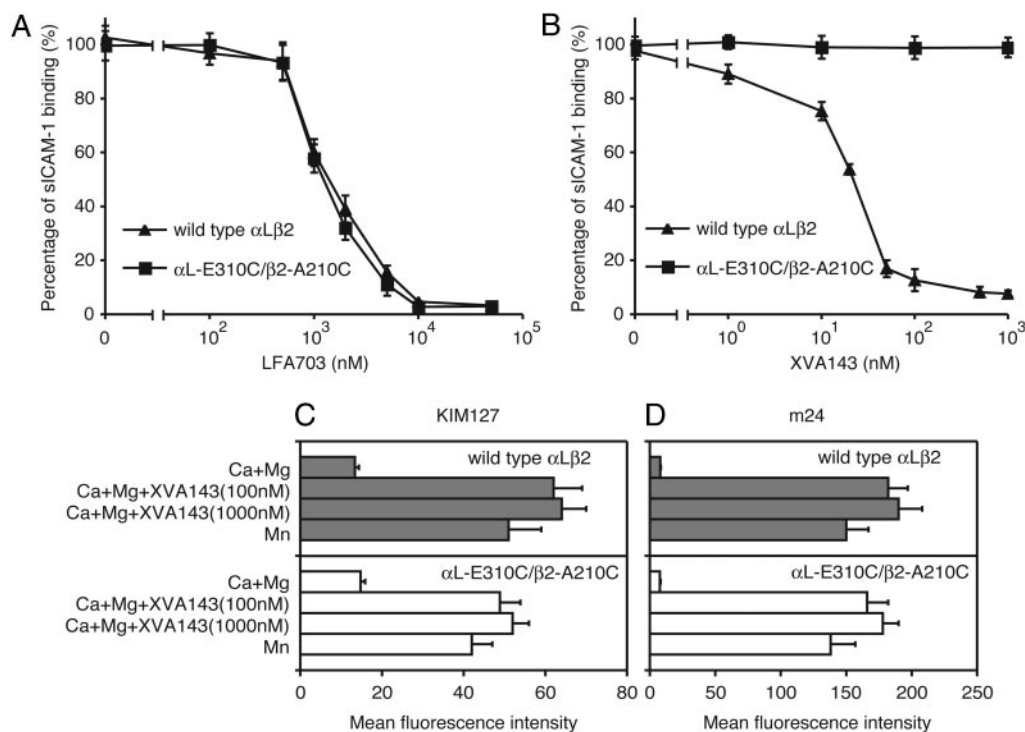 A
Percentage of sICAM-1 binding (%)
100
80
60
40
20
0
wild type αLβ2
αL-E310C/β2-A210C
0 10² 10³ 10⁴ 10⁵
LFA703 (nM)
B
Percentage of sICAM-1 binding (%)
100
80
60
40
20
0
wild type αLβ2
αL-E310C/β2-A210C
0 10⁰ 10¹ 10² 10³
XVA143 (nM)
C KIM127
wild type αLβ2
Ca+Mg
Ca+Mg+XVA143(100nM)
Ca+Mg+XVA143(1000nM)
Mn
αL-E310C/β2-A210C
Ca+Mg
Ca+Mg+XVA143(100nM)
Ca+Mg+XVA143(1000nM)
Mn
0 20 40 60 80
Mean fluorescence intensity
D m24
wild type αLβ2
αL-E310C/β2-A210C
0 50 100 150 200 250
Mean fluorescence intensity